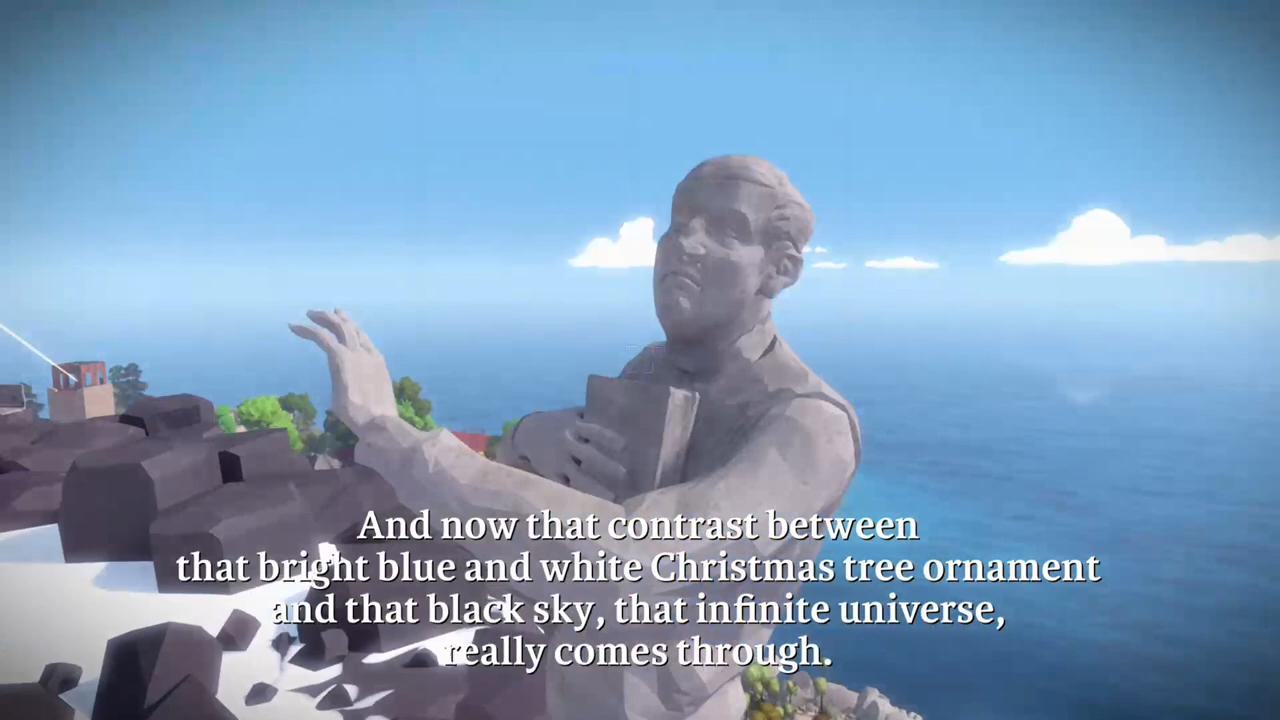 And now that contrast between
that bright blue and white Christmas tree ornament
and that black sky, that infinite universe,
really comes through.